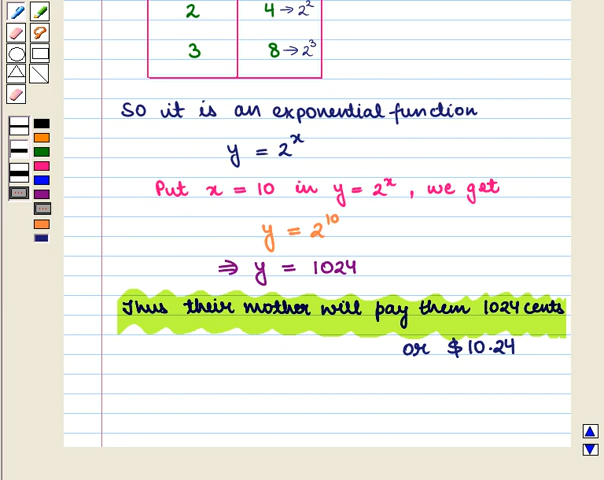 2 4 → 2²
3 8 → 2³
So it is an exponential function
y = 2ˣ
Put x = 10 in y = 2ˣ, we get
y = 2¹⁰
⇒ y = 1024
Thus their mother will pay them 1024 cents
or $10.24